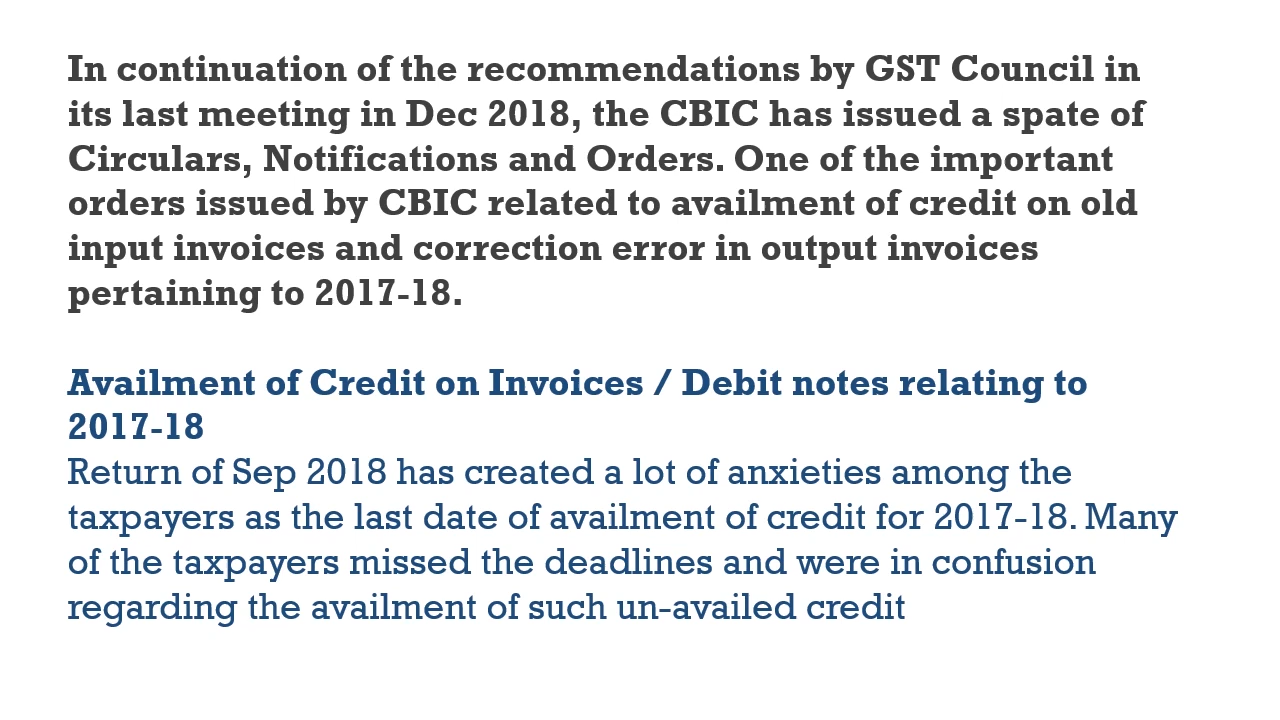 In continuation of the recommendations by GST Council in
its last meeting in Dec 2018, the CBIC has issued a spate of
Circulars, Notifications and Orders. One of the important
orders issued by CBIC related to availment of credit on old
input invoices and correction error in output invoices
pertaining to 2017-18.
Availment of Credit on Invoices / Debit notes relating to
2017-18
Return of Sep 2018 has created a lot of anxieties among the
taxpayers as the last date of availment of credit for 2017-18. Many
of the taxpayers missed the deadlines and were in confusion
regarding the availment of such un-availed credit